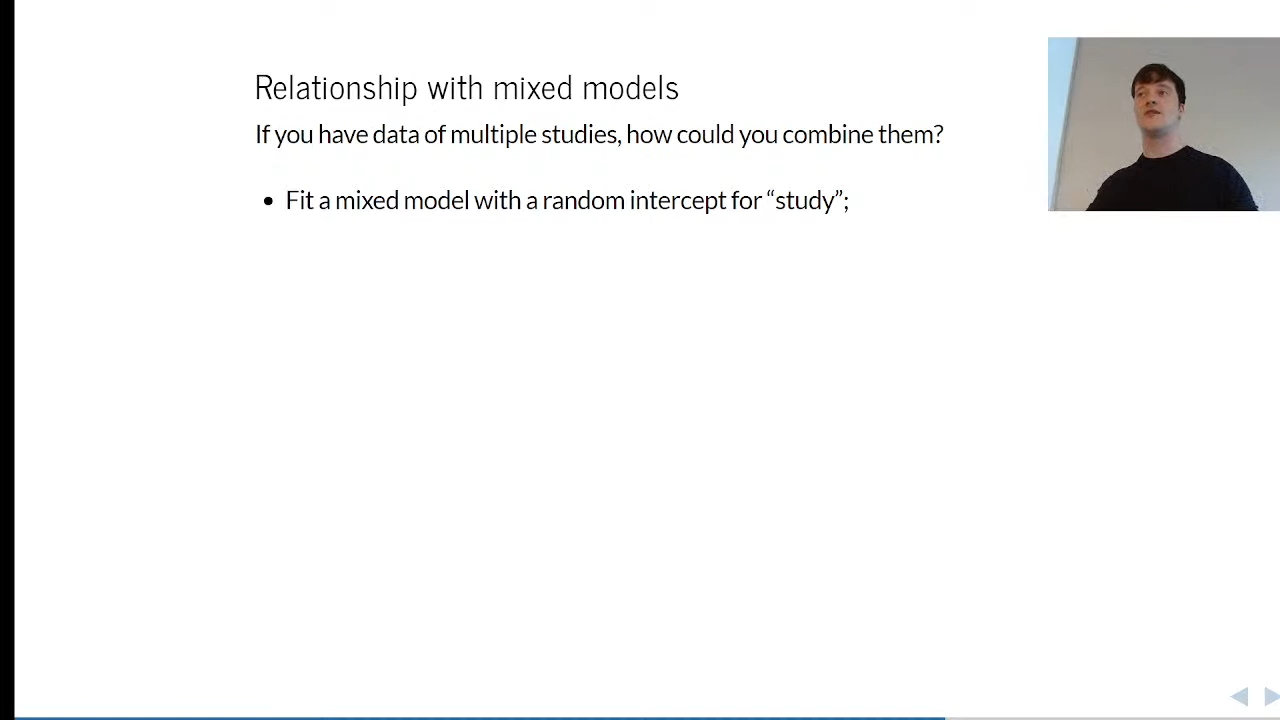 Relationship with mixed models
If you have data of multiple studies, how could you combine them?
• Fit a mixed model with a random intercept for “study”;